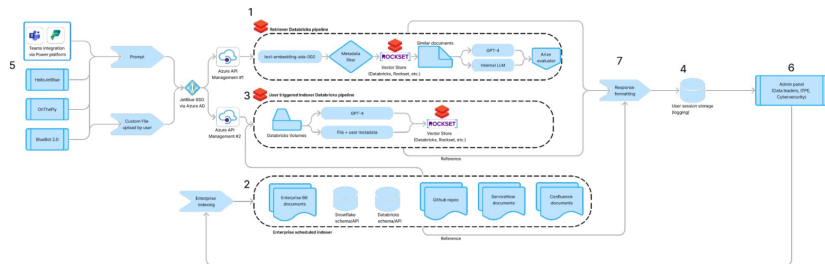 1
Retriever Databricks pipeline
Teams integration
via Power platform
5
HelloJetBlue
OnTheFly
BlueBot 2.0
Prompt
Custom File
upload by user
JetBlue SSO
via Azure AD
Azure API
Management #1
text-embedding-ada-002
Metadata
filter
ROCKSET
Vector Store
(Databricks, Rockset, etc.)
Similar documents
GPT-4
Internal LLM
Arize
evaluator
3
User triggered Indexer Databricks pipeline
Azure API
Management #2
Databricks Volumes
GPT-4
File + user metadata
ROCKSET
Vector Store
(Databricks, Rockset, etc.)
Reference
7
Response
formatting
4
User session storage
(logging)
6
Admin panel
(Data leaders, ITPE,
Cybersecurity)
Enterprise
indexing
2
Enterprise BB
documents
Snowflake
schema/API
Databricks
schema/API
Github repos
ServiceNow
documents
Confluence
documents
Enterprise scheduled indexer
Reference